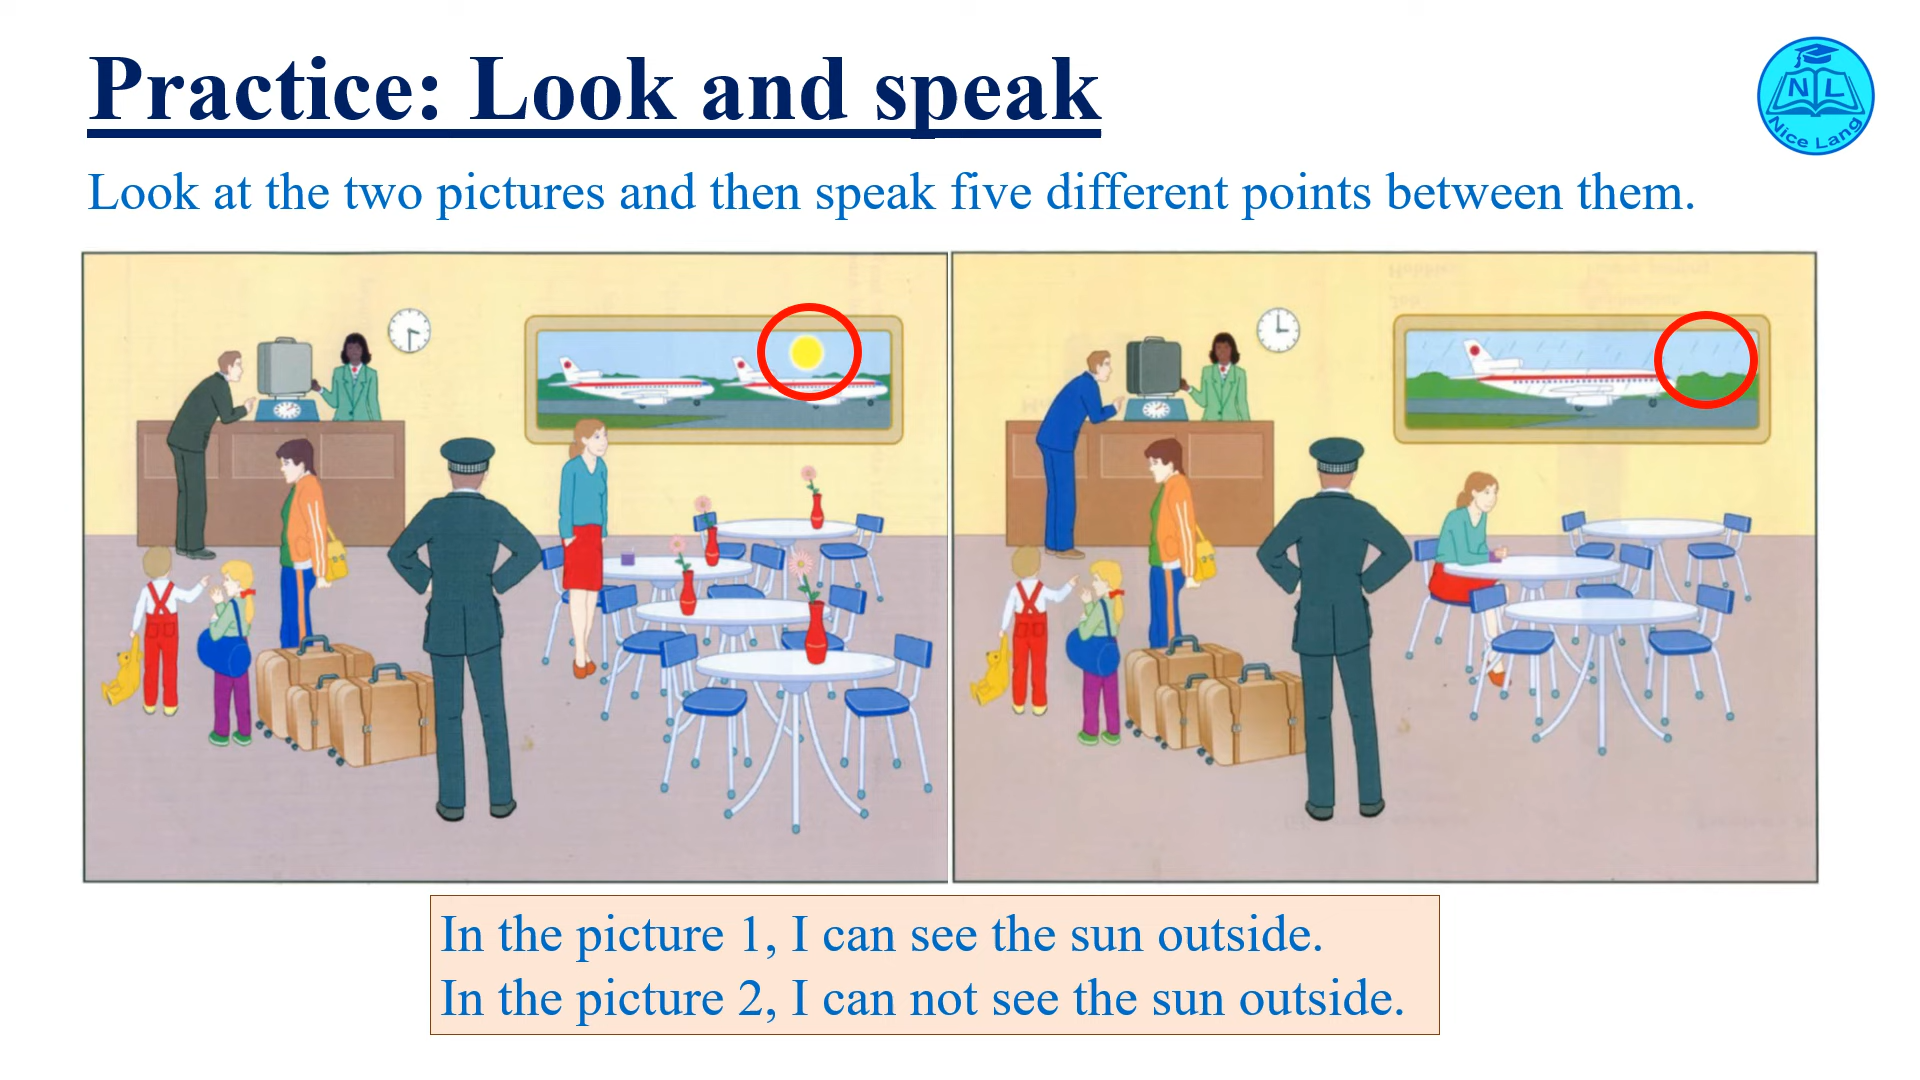 Practice: Look and speak
N L
Nice Lang
Look at the two pictures and then speak five different points between them.
In the picture 1, I can see the sun outside.
In the picture 2, I can not see the sun outside.